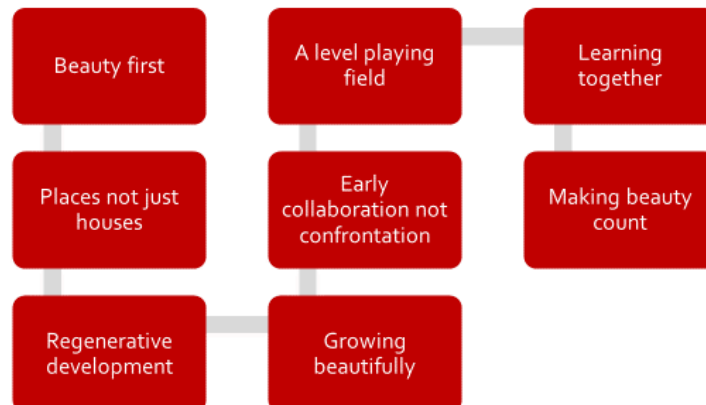 Beauty first
Places not just
houses
Regenerative
development
Growing
beautifully
Early
collaboration not
confrontation
A level playing
field
Learning
together
Making beauty
count